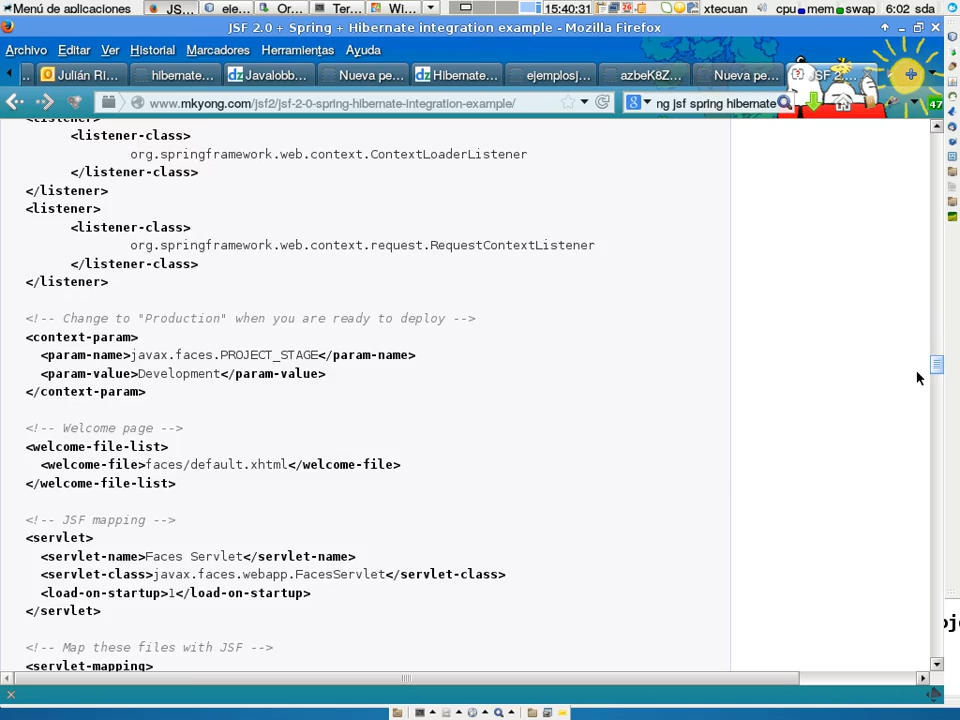 Menú de aplicaciones JS... ele... Or... Ter... Wi... 15:40:31 xtecuan cpu mem swap 6:02 sda
JSF 2.0 + Spring + Hibernate integration example - Mozilla Firefox
Archivo Editar Ver Historial Marcadores Herramientas Ayuda
Julián Ri... hibernate... Javalobb... Nueva pe... Hibernate... ejemplosj... azbeK8Z... Nueva pe... JSF 2...
www.mkyong.com/jsf2/jsf-2-0-spring-hibernate-integration-example/ ng jsf spring hibernate 47
<listener>
<listener-class>
org.springframework.web.context.ContextLoaderListener
</listener-class>
</listener>
<listener>
<listener-class>
org.springframework.web.context.request.RequestContextListener
</listener-class>
</listener>
<!-- Change to "Production" when you are ready to deploy -->
<context-param>
<param-name>javax.faces.PROJECT_STAGE</param-name>
<param-value>Development</param-value>
</context-param>
<!-- Welcome page -->
<welcome-file-list>
<welcome-file>faces/default.xhtml</welcome-file>
</welcome-file-list>
<!-- JSF mapping -->
<servlet>
<servlet-name>Faces Servlet</servlet-name>
<servlet-class>javax.faces.webapp.FacesServlet</servlet-class>
<load-on-startup>1</load-on-startup>
</servlet>
<!-- Map these files with JSF -->
<servlet-mapping>